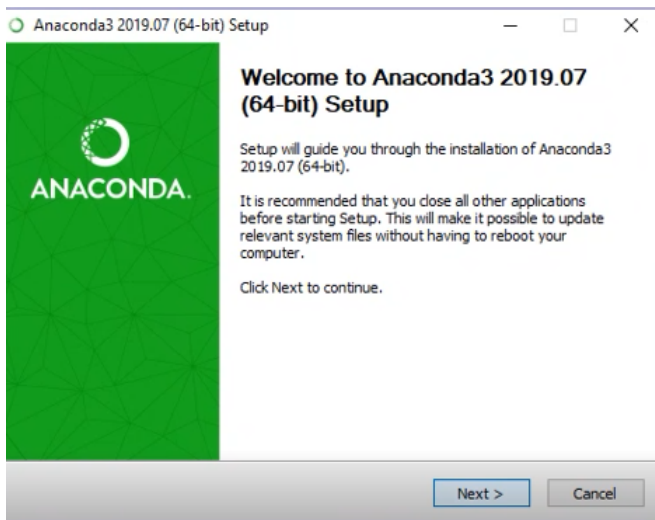 Anaconda3 2019.07 (64-bit) Setup
ANACONDA.
Welcome to Anaconda3 2019.07
(64-bit) Setup
Setup will guide you through the installation of Anaconda3
2019.07 (64-bit).
It is recommended that you close all other applications
before starting Setup. This will make it possible to update
relevant system files without having to reboot your
computer.
Click Next to continue.
Next >
Cancel